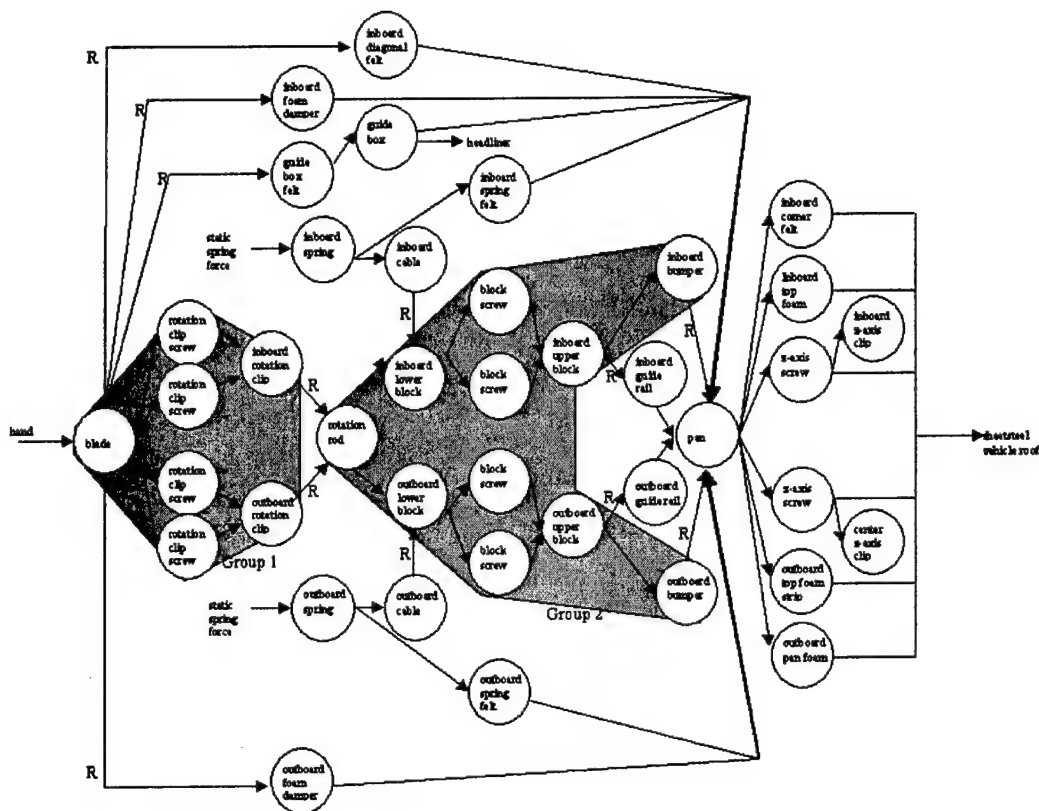 inboard
diagonal
felt
R
inboard
foam
damper
R
guide
box
headliner
guide
box
felt
R
inboard
spring
felt
static
spring
force
inboard
spring
inboard
cable
inboard
corner
felt
inboard
bumper
Inboard
top
foam
block
screw
R
R
rotation
clip
screw
inboard
z-axis
clip
inboard
rotation
clip
inboard
lower
block
inboard
upper
block
inboard
guide
rail
z-axis
screw
rotation
clip
screw
block
screw
R
R
hand
blade
rotation
rod
pan
sheetsteel
vehicle roof
rotation
clip
screw
block
screw
outboard
guide rail
z-axis
screw
outboard
rotation
clip
R
outboard
lower
block
outboard
upper
block
R
R
rotation
clip
screw
block
screw
center
z-axis
clip
Group 1
R
outboard
top foam
strip
outboard
bumper
static
spring
force
outboard
spring
outboard
cable
Group 2
outboard
pan foam
outboard
spring
felt
R
outboard
foam
damper